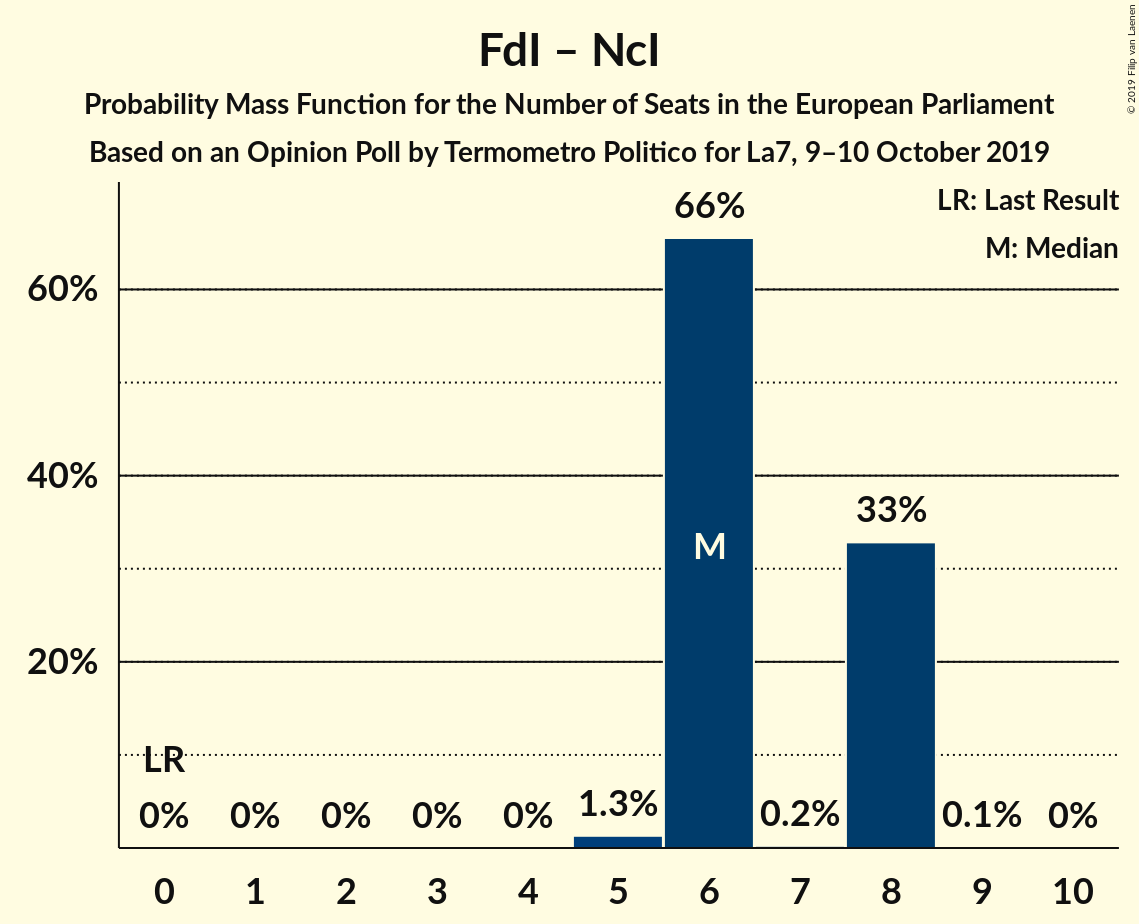 FdI – NcI
Probability Mass Function for the Number of Seats in the European Parliament
Based on an Opinion Poll by Termometro Politico for La7, 9–10 October 2019
© 2019 Filip van Laenen
LR: Last Result
M: Median
60%
40%
20%
66%
33%
M
LR
0% 0% 0% 0% 0% 1.3% 0.2% 0.1% 0%
0 1 2 3 4 5 6 7 8 9 10